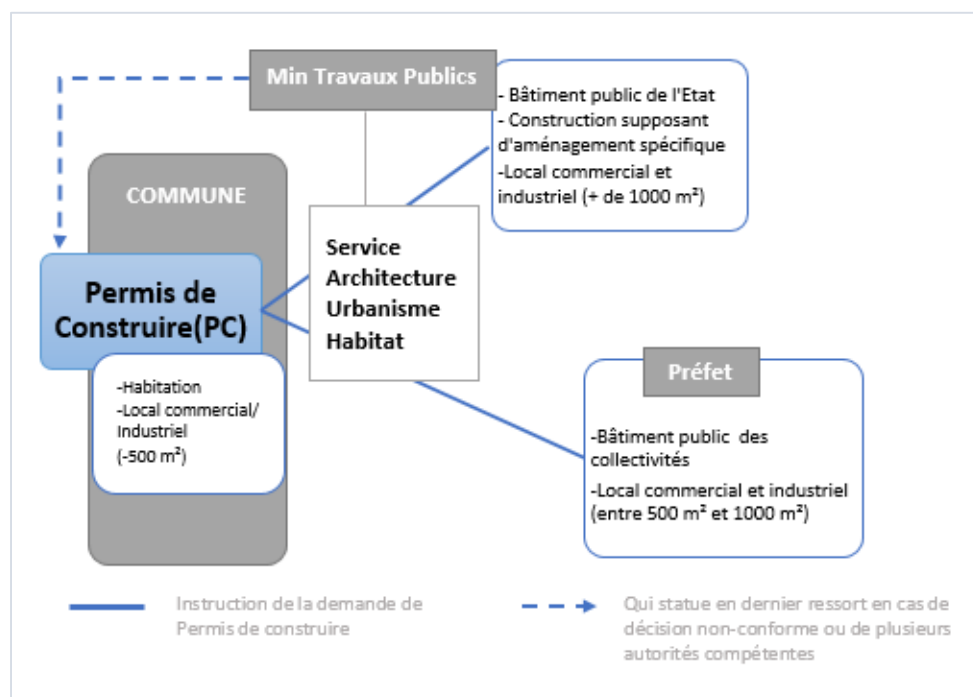 Min Travaux Publics
- Bâtiment public de l'Etat
- Construction supposant
d'aménagement spécifique
-Local commercial et
industriel (+ de 1000 m²)
COMMUNE
Service
Architecture
Urbanisme
Habitat
Permis de
Construire(PC)
-Habitation
-Local commercial/
Industriel
(-500 m²)
Préfet
-Bâtiment public des
collectivités
-Local commercial et industriel
(entre 500 m² et 1000 m²)
Instruction de la demande de
Permis de construire
Qui statue en dernier ressort en cas de
décision non-conforme ou de plusieurs
autorités compétentes